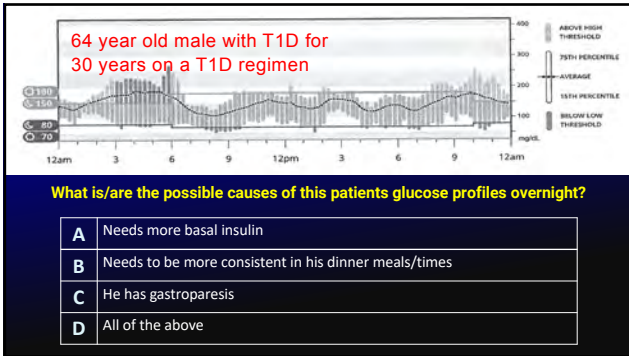 64 year old male with T1D for
30 years on a T1D regimen
400
300
200
100
mg/dL
180
150
80
70
12am
3
6
9
12pm
3
6
9
12am
ABOVE HIGH
THRESHOLD
75TH PERCENTILE
AVERAGE
15TH PERCENTILE
BELOW LOW
THRESHOLD
What is/are the possible causes of this patients glucose profiles overnight?
A Needs more basal insulin
B Needs to be more consistent in his dinner meals/times
C He has gastroparesis
D All of the above